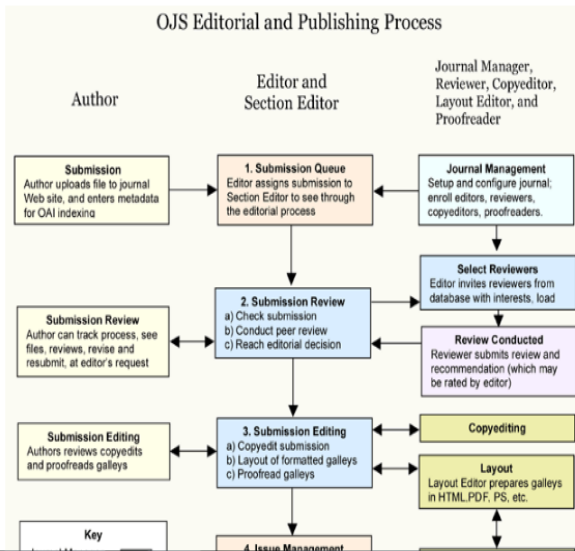 OJS Editorial and Publishing Process
Author
Editor and
Section Editor
Journal Manager,
Reviewer, Copyeditor,
Layout Editor, and
Proofreader
Submission
Author uploads file to journal
Web site, and enters metadata
for OAI indexing
1. Submission Queue
Editor assigns submission to
Section Editor to see through
the editorial process
Journal Management
Setup and configure journal;
enroll editors, reviewers,
copyeditors, proofreaders.
Select Reviewers
Editor invites reviewers from
database with interests, load
2. Submission Review
a) Check submission
b) Conduct peer review
c) Reach editorial decision
Submission Review
Author can track process, see
files, reviews, revise and
resubmit, at editor's request
Review Conducted
Reviewer submits review and
recommendation (which may
be rated by editor)
Submission Editing
Authors reviews copyedits
and proofreads galleys
3. Submission Editing
a) Copyedit submission
b) Layout of formatted galleys
c) Proofread galleys
Copyediting
Layout
Layout Editor prepares galleys
in HTML,PDF, PS, etc.
Key
4. Issue Management